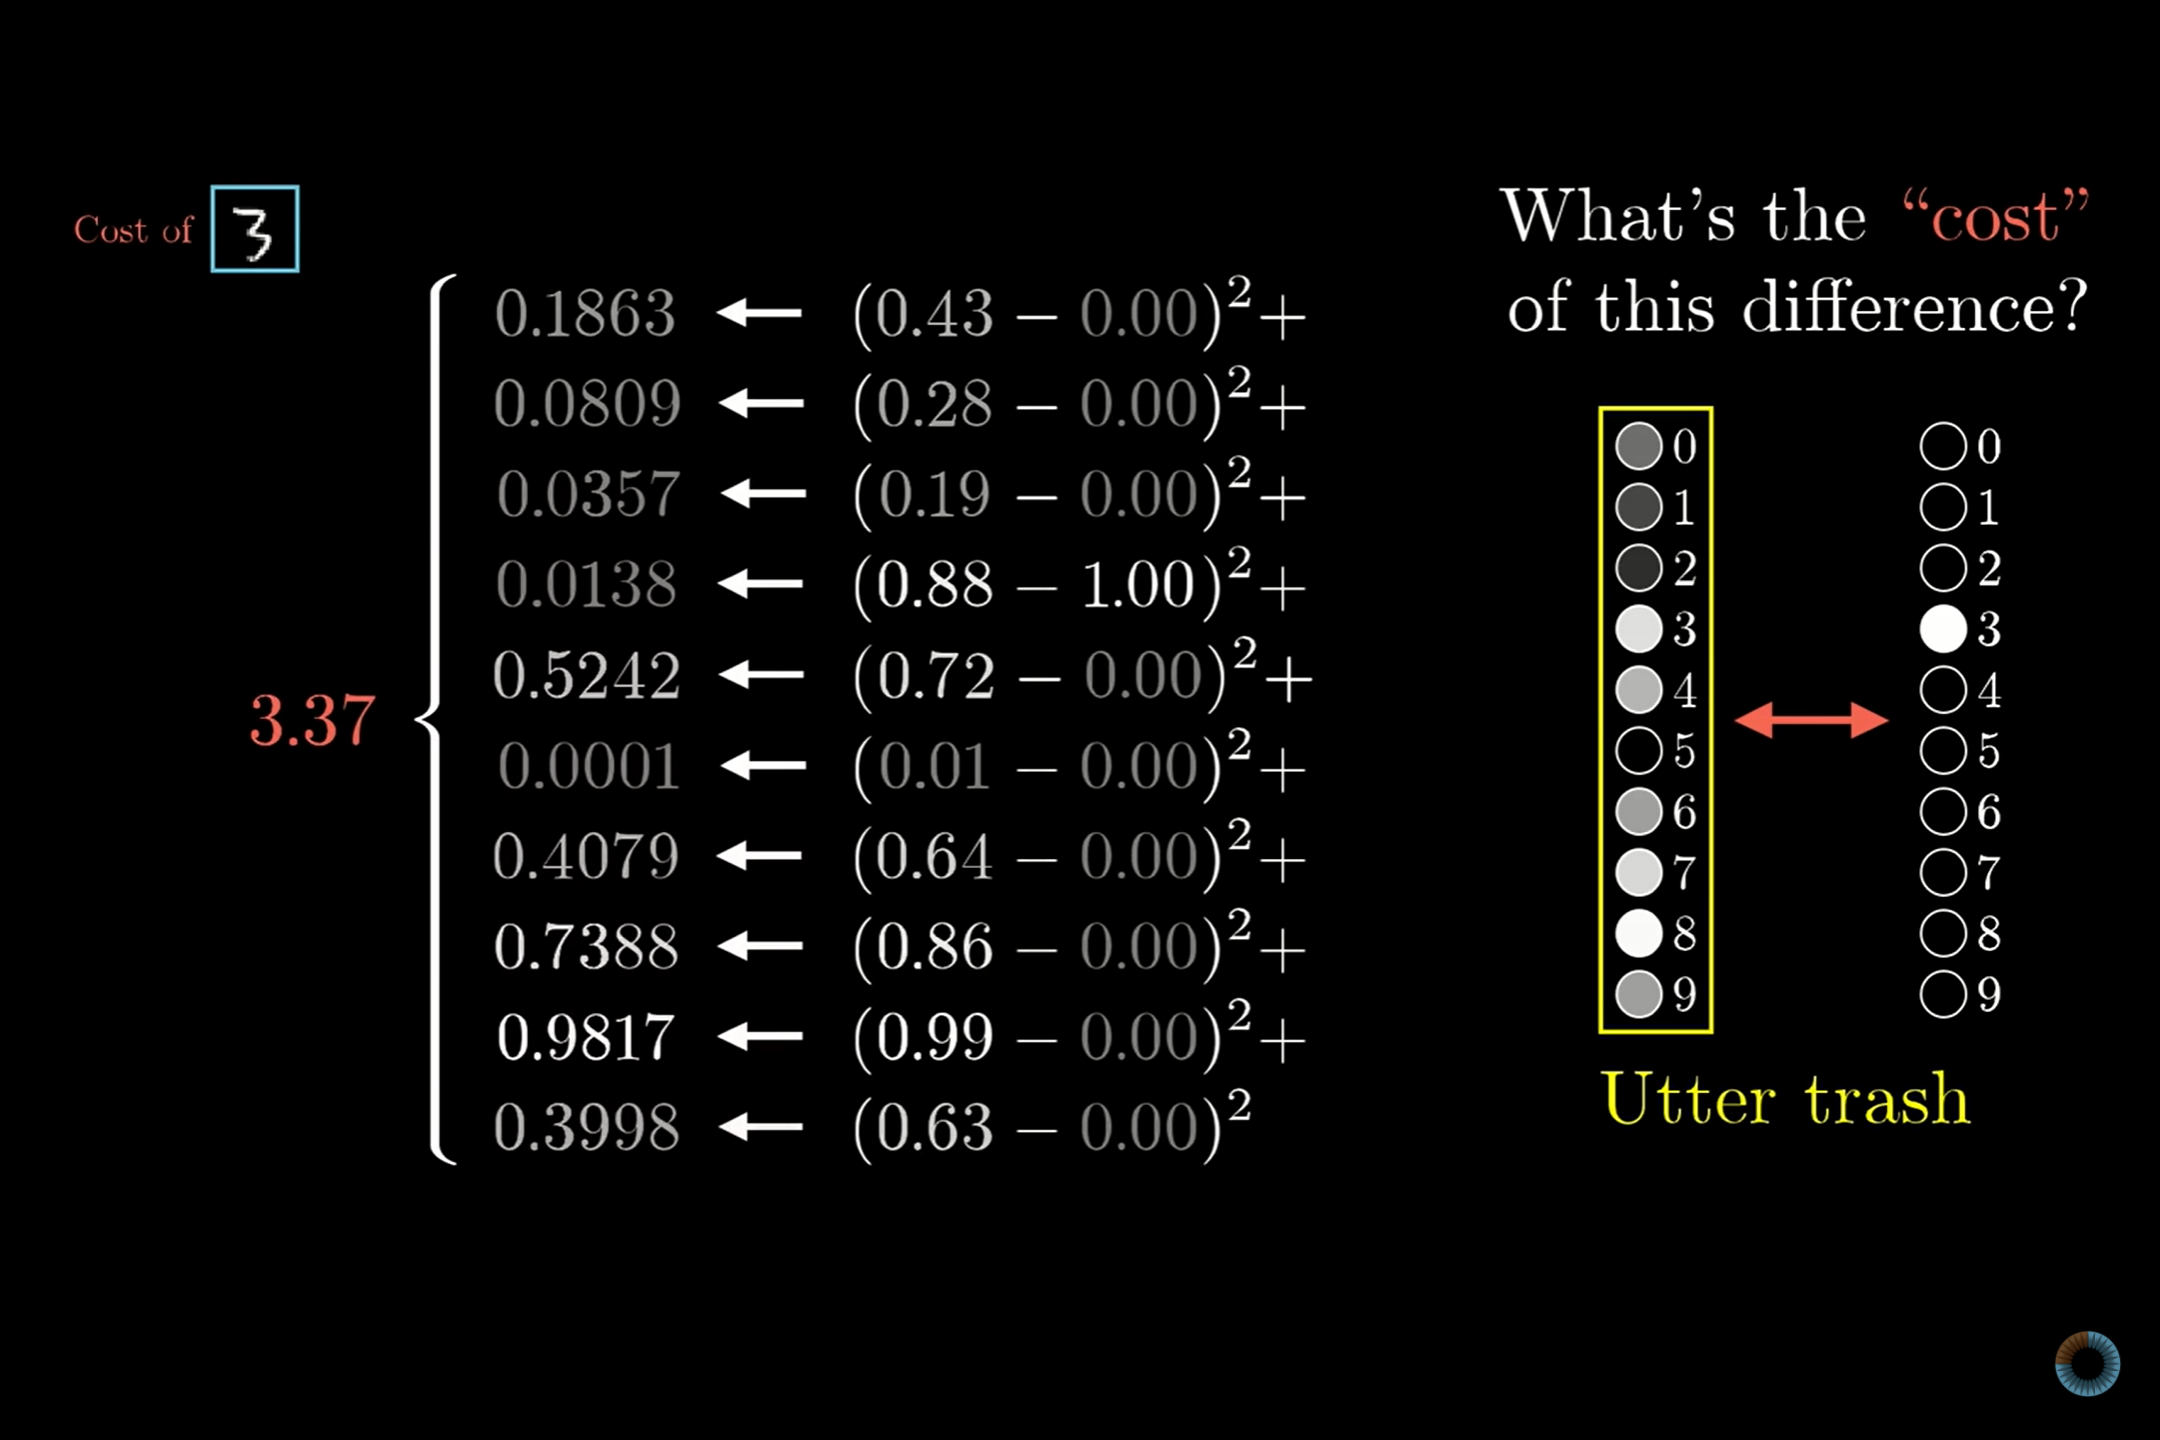 Cost of 3
What's the “cost”
of this difference?
3.37
0.1863 ← (0.43 − 0.00)²+
0.0809 ← (0.28 − 0.00)²+
0.0357 ← (0.19 − 0.00)²+
0.0138 ← (0.88 − 1.00)²+
0.5242 ← (0.72 − 0.00)²+
0.0001 ← (0.01 − 0.00)²+
0.4079 ← (0.64 − 0.00)²+
0.7388 ← (0.86 − 0.00)²+
0.9817 ← (0.99 − 0.00)²+
0.3998 ← (0.63 − 0.00)²
0 0
1 1
2 2
3 3
4 4
5 5
6 6
7 7
8 8
9 9
Utter trash